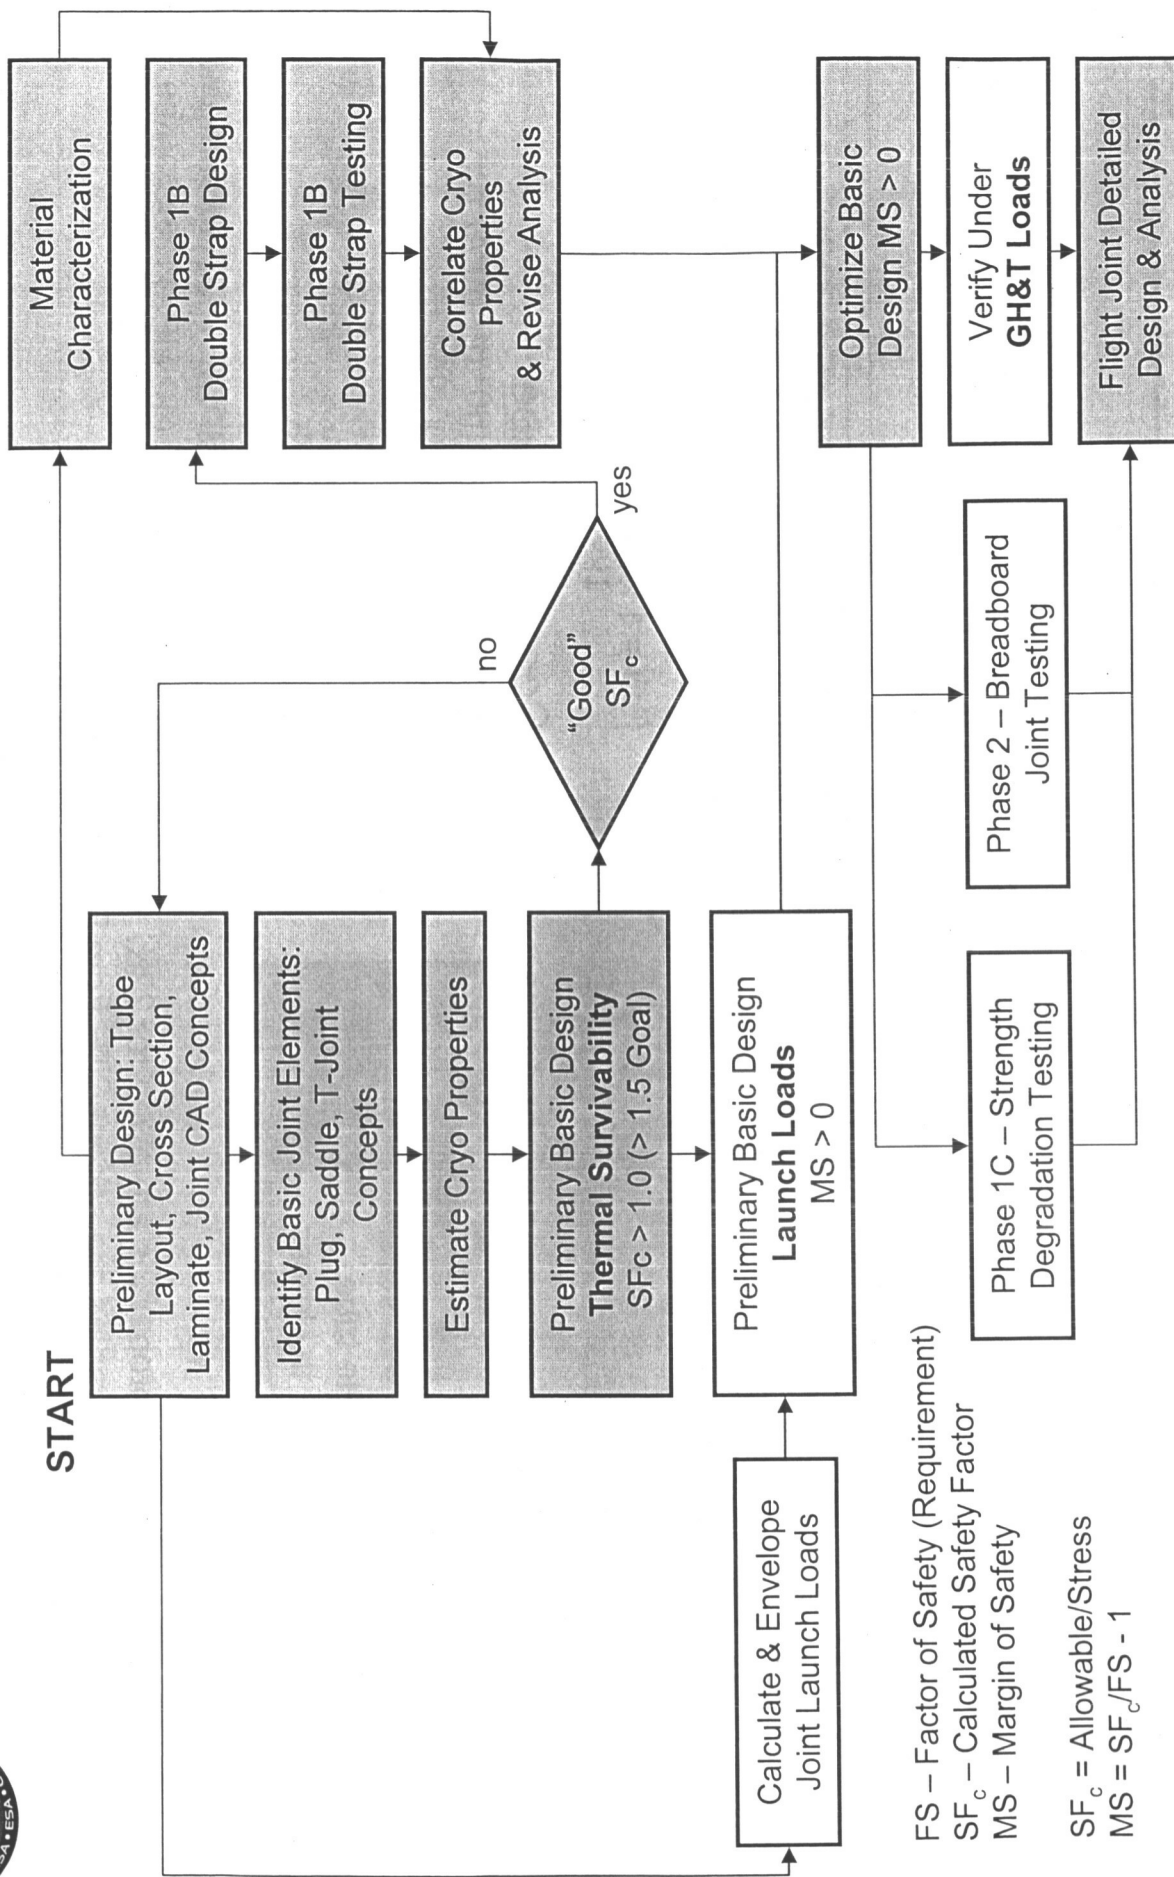 START
Preliminary Design: Tube
Layout, Cross Section,
Laminate, Joint CAD Concepts
Identify Basic Joint Elements:
Plug, Saddle, T-Joint
Concepts
Estimate Cryo Properties
Preliminary Basic Design
Thermal Survivability
SFc > 1.0 (> 1.5 Goal)
Preliminary Basic Design
Launch Loads
MS > 0
Calculate & Envelope
Joint Launch Loads
no
"Good"
SFc
yes
Material
Characterization
Phase 1B
Double Strap Design
Phase 1B
Double Strap Testing
Correlate Cryo
Properties
& Revise Analysis
Optimize Basic
Design MS > 0
Verify Under
GH&T Loads
Flight Joint Detailed
Design & Analysis
Phase 2 – Breadboard
Joint Testing
Phase 1C – Strength
Degradation Testing
FS – Factor of Safety (Requirement)
SFc – Calculated Safety Factor
MS – Margin of Safety
SFc = Allowable/Stress
MS = SFc/FS - 1
ESA